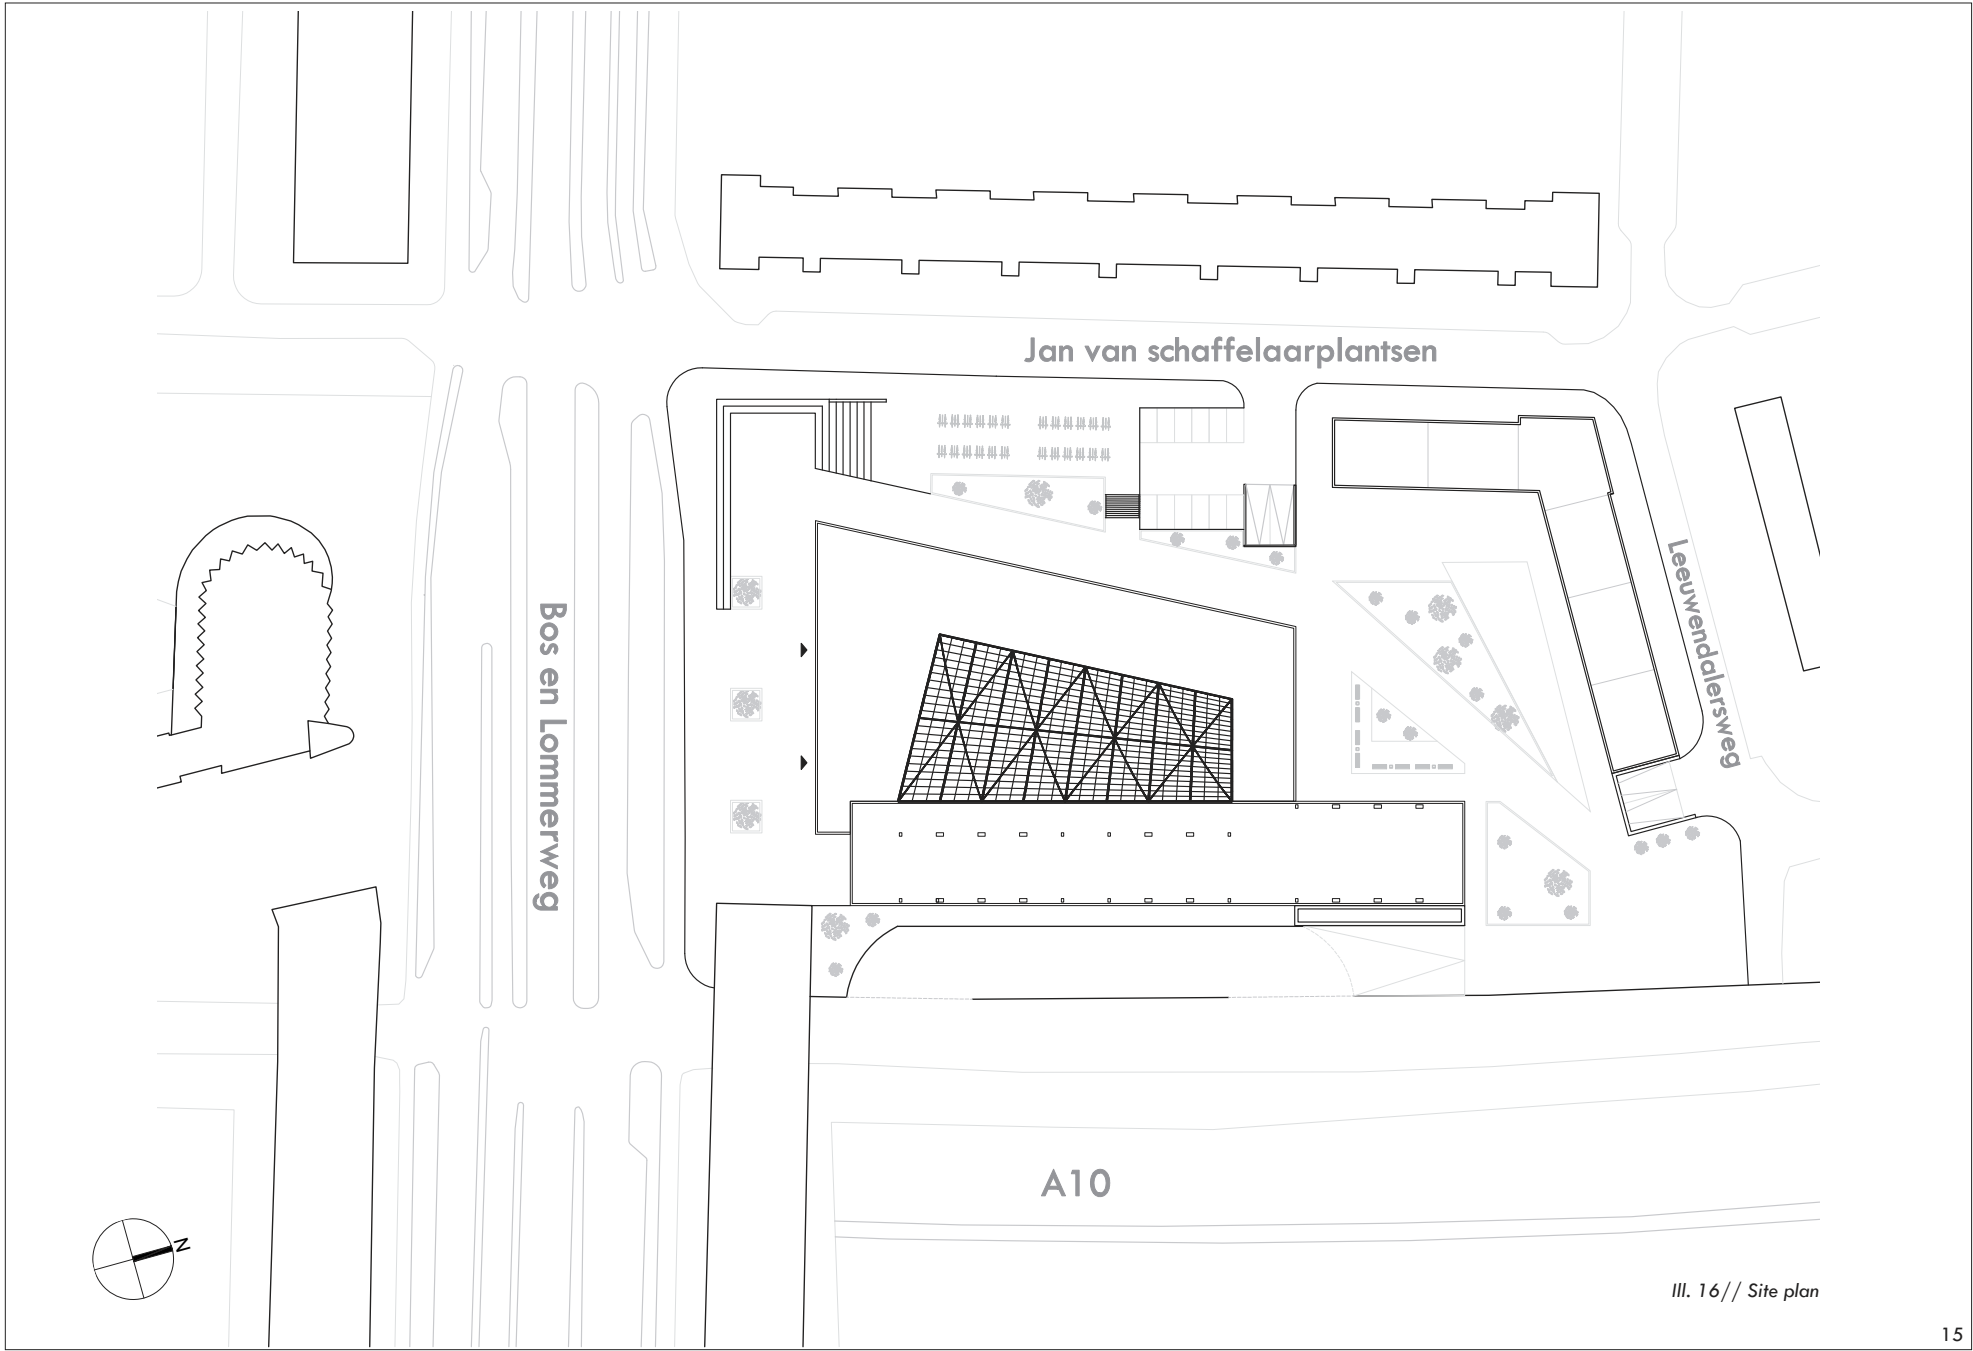 Jan van schaffelaarplantsen
Leeuwendalersweg
Bos en Lommerweg
A10
N
Ill. 16// Site plan
15